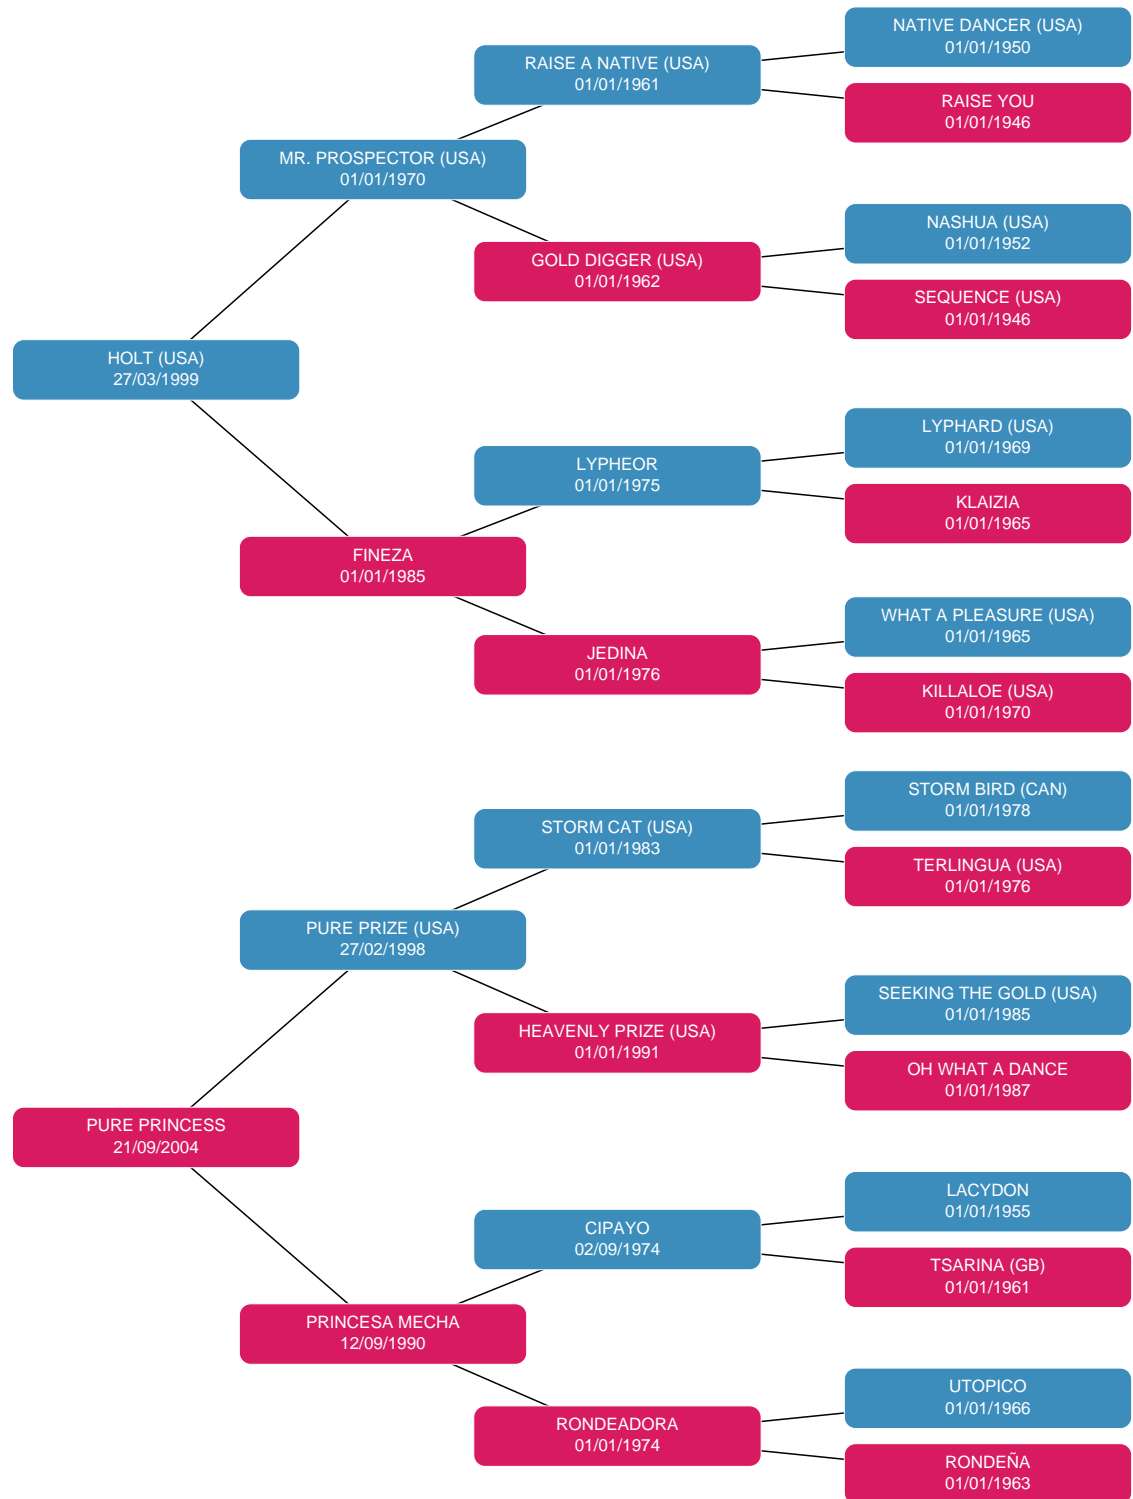 NATIVE DANCER (USA)
01/01/1950
RAISE A NATIVE (USA)
01/01/1961
RAISE YOU
01/01/1946
MR. PROSPECTOR (USA)
01/01/1970
NASHUA (USA)
01/01/1952
GOLD DIGGER (USA)
01/01/1962
SEQUENCE (USA)
01/01/1946
HOLT (USA)
27/03/1999
LYPHARD (USA)
01/01/1969
LYPHEOR
01/01/1975
KLAIZIA
01/01/1965
FINEZA
01/01/1985
WHAT A PLEASURE (USA)
01/01/1965
JEDINA
01/01/1976
KILLALOE (USA)
01/01/1970
STORM BIRD (CAN)
01/01/1978
STORM CAT (USA)
01/01/1983
TERLINGUA (USA)
01/01/1976
PURE PRIZE (USA)
27/02/1998
SEEKING THE GOLD (USA)
01/01/1985
HEAVENLY PRIZE (USA)
01/01/1991
OH WHAT A DANCE
01/01/1987
PURE PRINCESS
21/09/2004
LACYDON
01/01/1955
CIPAYO
02/09/1974
TSARINA (GB)
01/01/1961
PRINCESA MECHA
12/09/1990
UTOPICO
01/01/1966
RONDEADORA
01/01/1974
RONDEÑA
01/01/1963